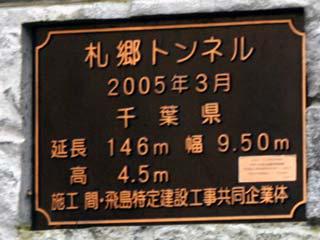 札郷トンネル
2005年3月
千葉県
延長 146m 幅 9.50m
高 4.5m
施工 間・飛島特定建設工事共同企業体